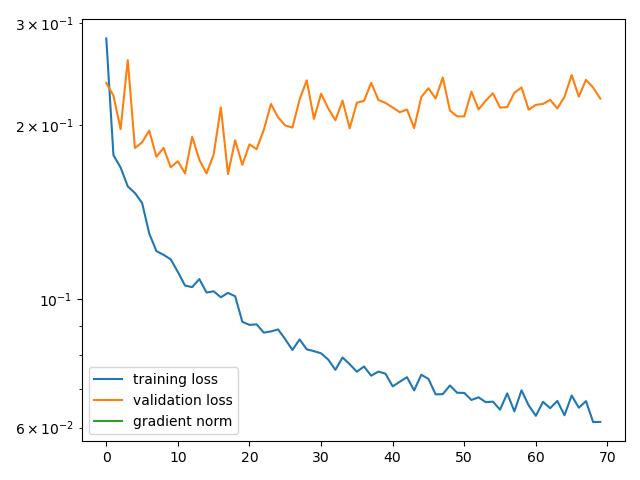 3 × 10⁻¹
2 × 10⁻¹
10⁻¹
6 × 10⁻²
training loss
validation loss
gradient norm
0 10 20 30 40 50 60 70